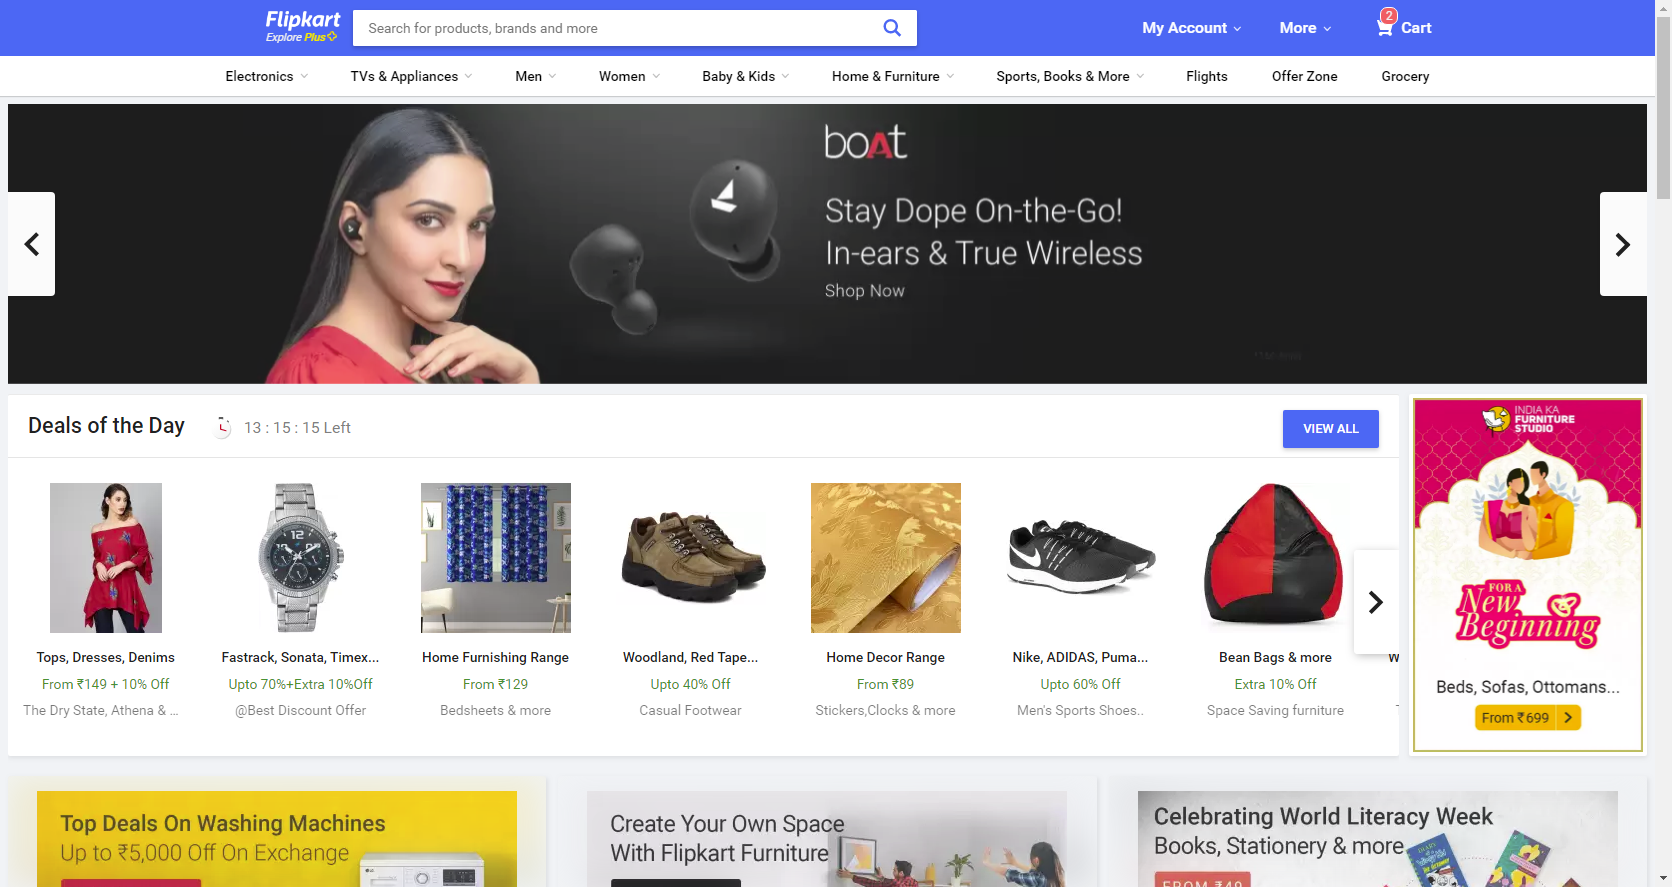 Flipkart
Explore Plus
Search for products, brands and more
My Account
More
2
Cart
Electronics
TVs & Appliances
Men
Women
Baby & Kids
Home & Furniture
Sports, Books & More
Flights
Offer Zone
Grocery
boAt
Stay Dope On-the-Go!
In-ears & True Wireless
Shop Now
Deals of the Day
13 : 15 : 15 Left
VIEW ALL
Tops, Dresses, Denims
From ₹149 + 10% Off
The Dry State, Athena & ...
Fastrack, Sonata, Timex...
Upto 70%+Extra 10%Off
@Best Discount Offer
Home Furnishing Range
From ₹129
Bedsheets & more
Woodland, Red Tape...
Upto 40% Off
Casual Footwear
Home Decor Range
From ₹89
Stickers,Clocks & more
Nike, ADIDAS, Puma...
Upto 60% Off
Men's Sports Shoes..
Bean Bags & more
Extra 10% Off
Space Saving furniture
INDIA KA
FURNITURE
STUDIO
FOR A
New
Beginning
Beds, Sofas, Ottomans...
From ₹699
Top Deals On Washing Machines
Up to ₹5,000 Off On Exchange
Create Your Own Space
With Flipkart Furniture
Celebrating World Literacy Week
Books, Stationery & more
FROM ₹49